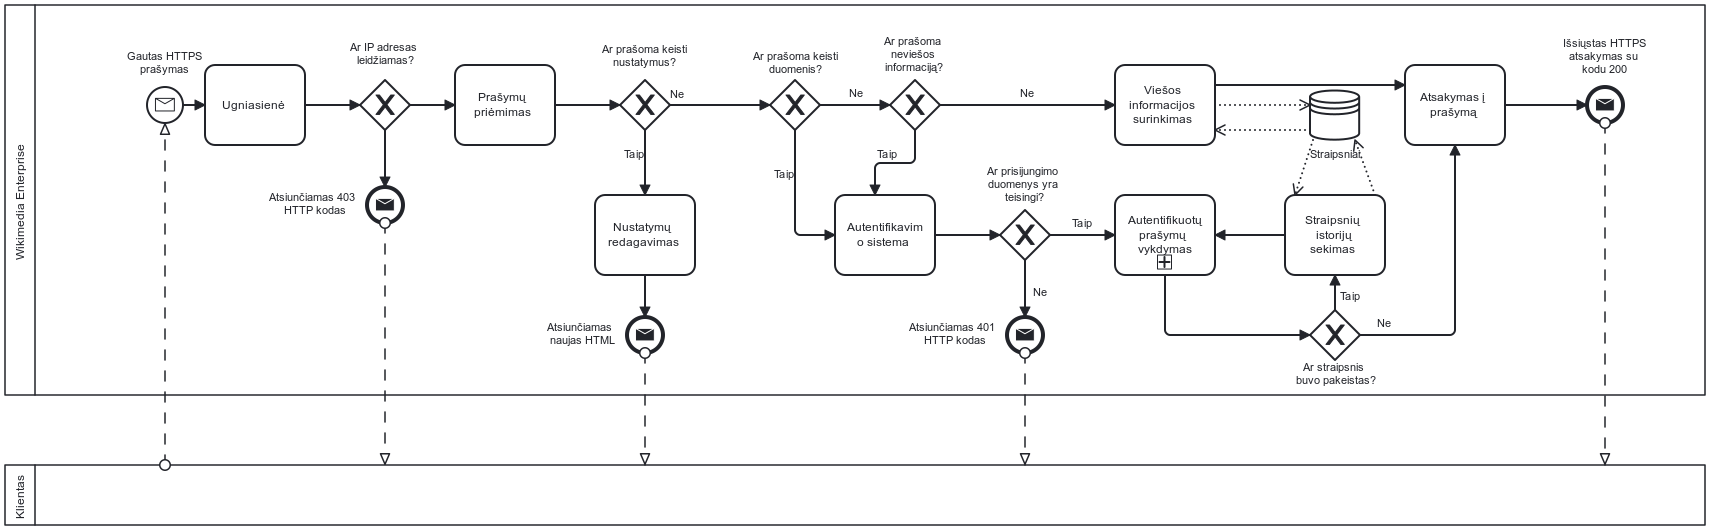 Wikimedia Enterprise
Gautas HTTPS
prašymas
Ugniasienė
Ar IP adresas
leidžiamas?
Atsiunčiamas 403
HTTP kodas
Prašymų
priėmimas
Ar prašoma keisti
nustatymus?
Ne
Taip
Nustatymų
redagavimas
Atsiunčiamas
naujas HTML
Ar prašoma keisti
duomenis?
Ne
Taip
Ar prašoma
neviešos
informaciją?
Ne
Taip
Autentifikavim
o sistema
Ar prisijungimo
duomenys yra
teisingi?
Taip
Ne
Atsiunčiamas 401
HTTP kodas
Viešos
informacijos
surinkimas
Straipsniai
Autentifikuotų
prašymų
vykdymas
Straipsnių
istorijų
sekimas
Taip
Ne
Ar straipsnis
buvo pakeistas?
Atsakymas į
prašymą
Išsiųstas HTTPS
atsakymas su
kodu 200
Klientas